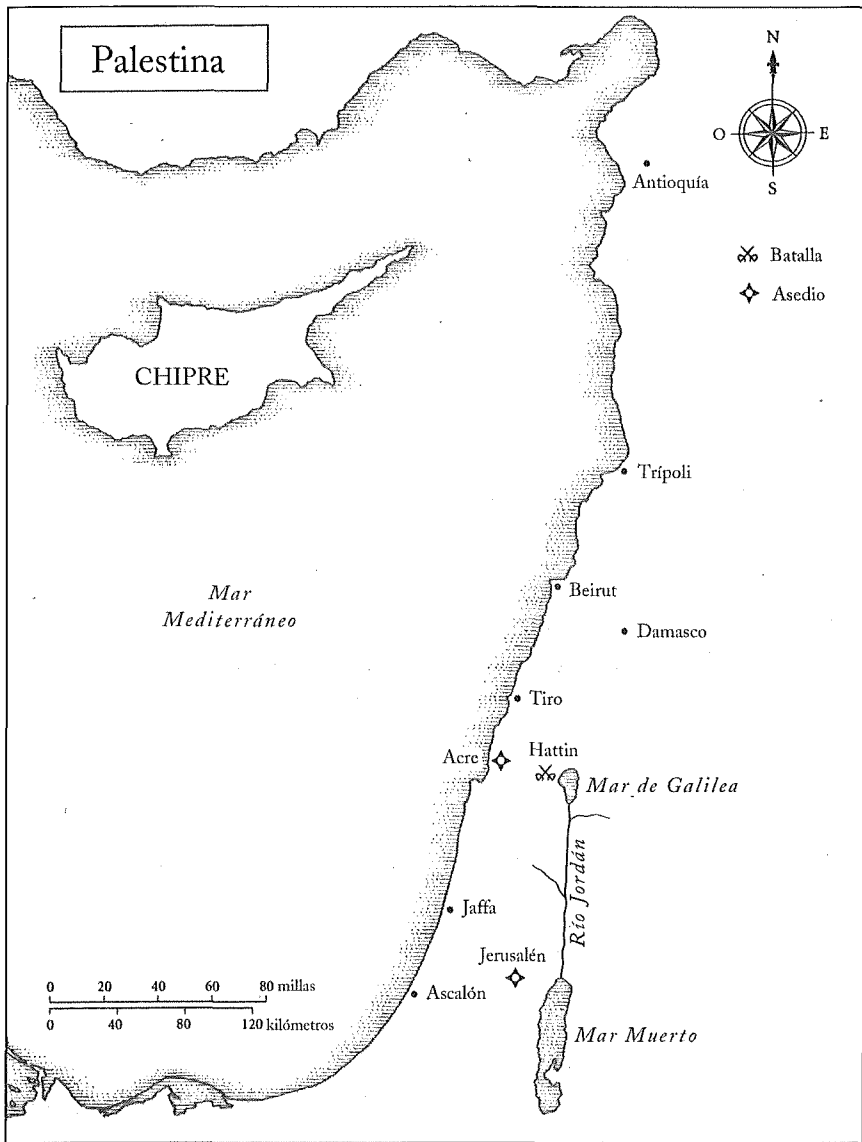 Palestina
N
O
E
S
Antioquía
Batalla
Asedio
CHIPRE
Trípoli
Mar
Mediterráneo
Beirut
Damasco
Tiro
Acre
Hattin
Mar de Galilea
Río Jordán
Jaffa
Jerusalén
Ascalón
0 20 40 60 80 millas
0 40 80 120 kilómetros
Mar Muerto